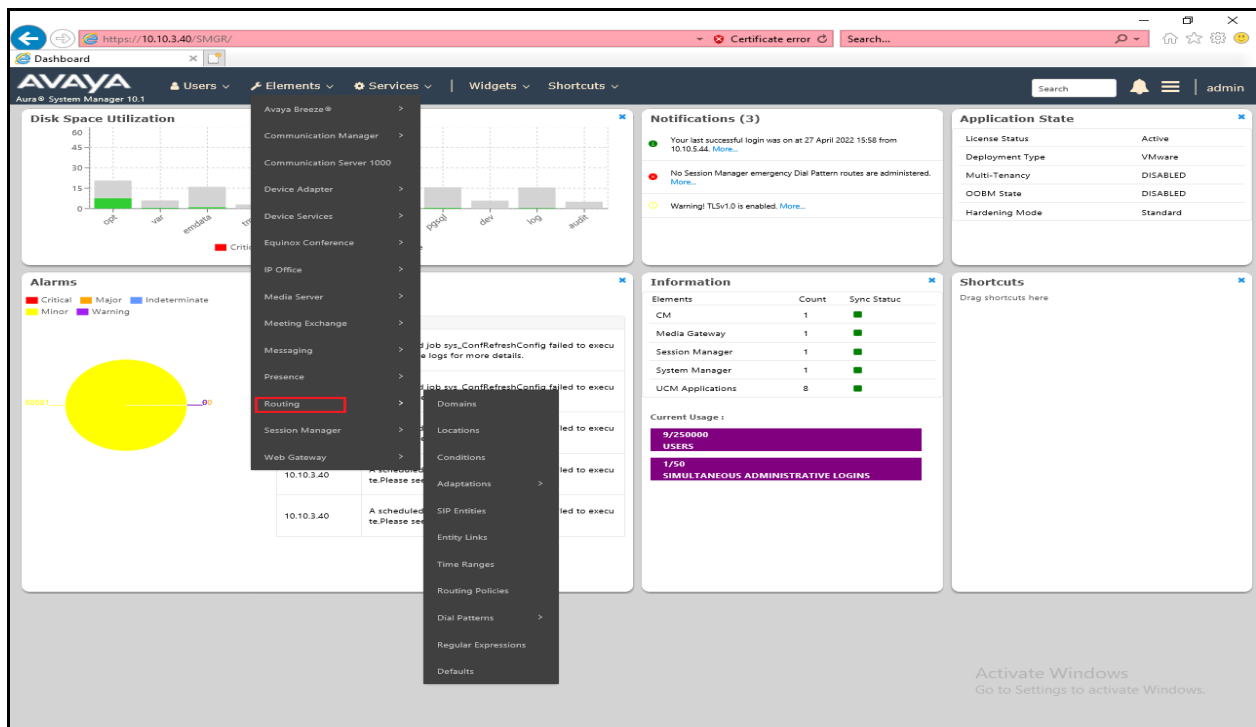 https://10.10.3.40/SMGR/
Certificate error
Search...
Dashboard
AVAYA
Aura® System Manager 10.1
Users
Elements
Services
Widgets
Shortcuts
Search
admin
Disk Space Utilization
60
45
30
15
0
opt
var
emdata
pgsql
dev
log
audit
Avaya Breeze®
Communication Manager
Communication Server 1000
Device Adapter
Device Services
Equinox Conference
IP Office
Media Server
Meeting Exchange
Messaging
Presence
Routing
Session Manager
Web Gateway
Domains
Locations
Conditions
Adaptations
SIP Entities
Entity Links
Time Ranges
Routing Policies
Dial Patterns
Regular Expressions
Defaults
Notifications (3)
Your last successful login was on at 27 April 2022 15:58 from
10.10.5.44. More...
No Session Manager emergency Dial Pattern routes are administered.
More...
Warning! TLSv1.0 is enabled. More...
Application State
License Status Active
Deployment Type VMware
Multi-Tenancy DISABLED
OOBM State DISABLED
Hardening Mode Standard
Alarms
Critical Major Indeterminate
Minor Warning
job sys_ConfRefreshConfig failed to execu
e logs for more details.
job sys_ConfRefreshConfig failed to execu
led to execu
10.10.3.40
A scheduled
led to execu
te.Please see
10.10.3.40
A scheduled
led to execu
te.Please see
Information
Elements Count Sync Status
CM 1
Media Gateway 1
Session Manager 1
System Manager 1
UCM Applications 8
Current Usage :
9/250000
USERS
1/50
SIMULTANEOUS ADMINISTRATIVE LOGINS
Shortcuts
Drag shortcuts here
Activate Windows
Go to Settings to activate Windows.